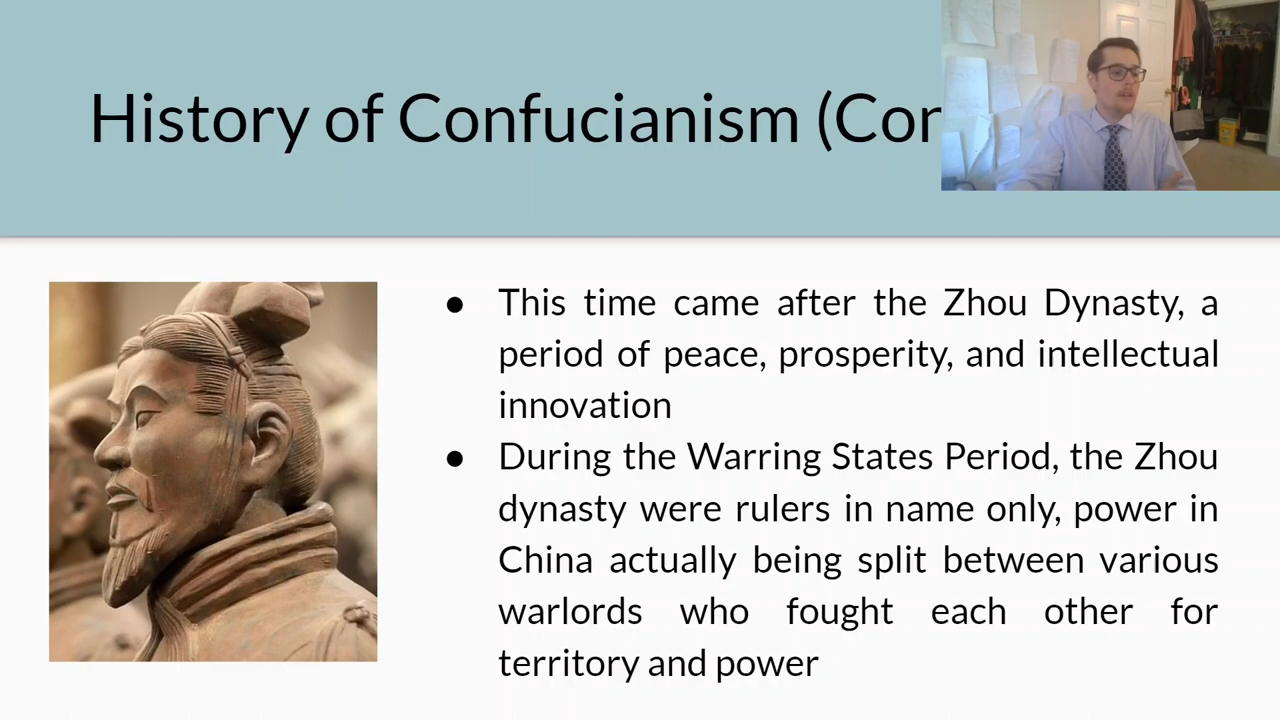 History of Confucianism (Con
● This time came after the Zhou Dynasty, a
period of peace, prosperity, and intellectual
innovation
● During the Warring States Period, the Zhou
dynasty were rulers in name only, power in
China actually being split between various
warlords who fought each other for
territory and power